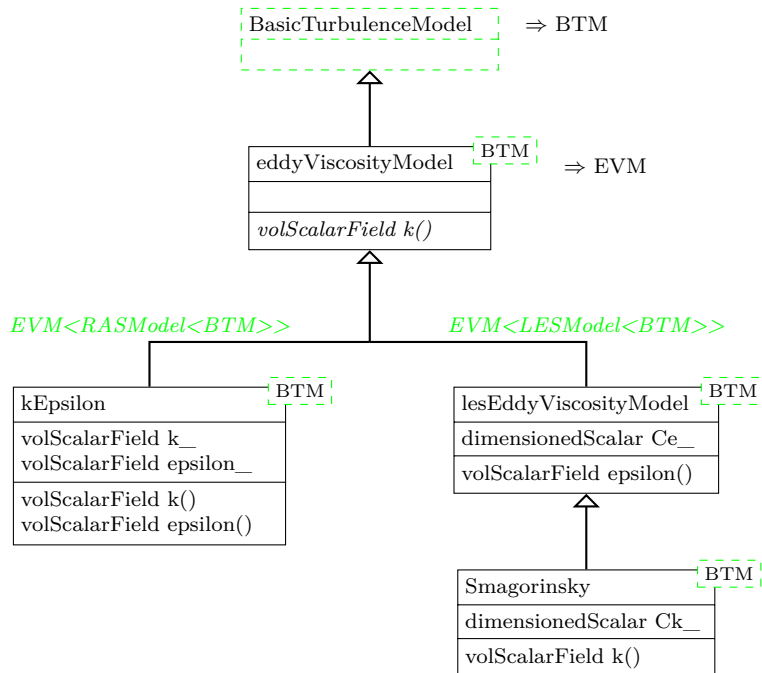 BasicTurbulenceModel
⇒ BTM
BTM
eddyViscosityModel
⇒ EVM
volScalarField k()
EVM<RASModel<BTM>>
EVM<LESModel<BTM>>
BTM
kEpsilon
volScalarField k_
volScalarField epsilon_
volScalarField k()
volScalarField epsilon()
BTM
lesEddyViscosityModel
dimensionedScalar Ce_
volScalarField epsilon()
BTM
Smagorinsky
dimensionedScalar Ck_
volScalarField k()